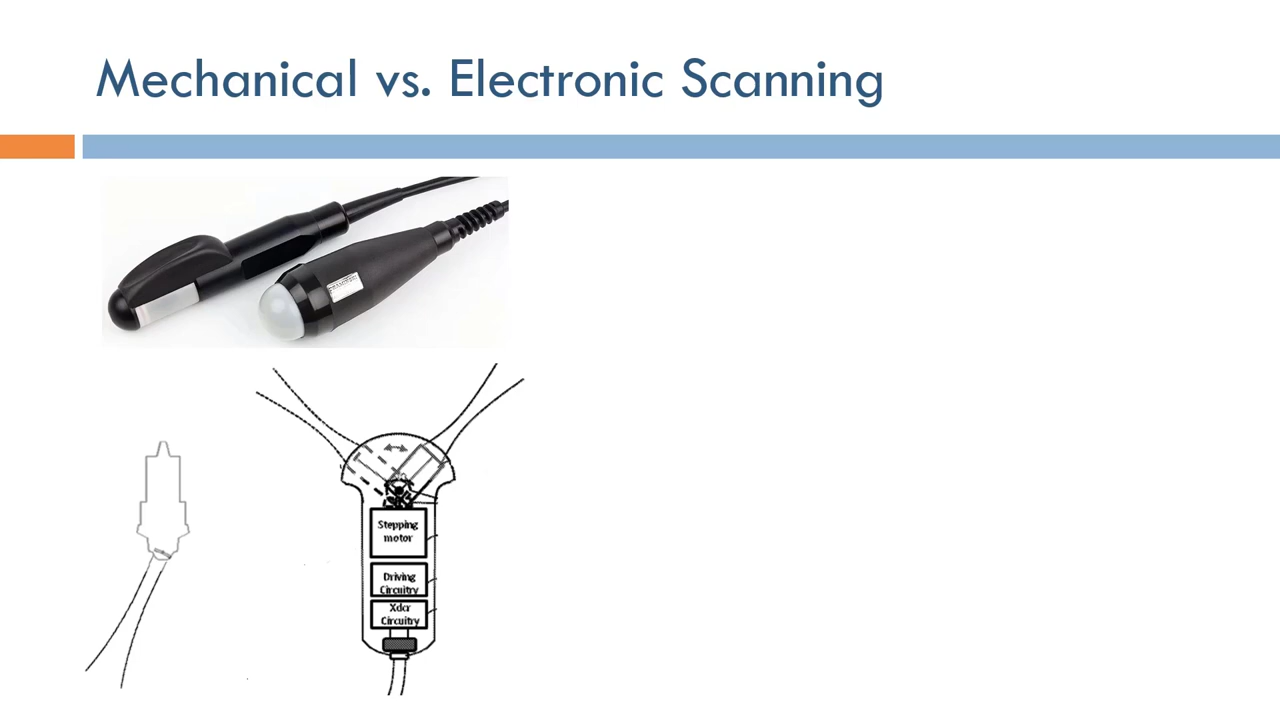 Mechanical vs. Electronic Scanning
Stepping
motor
Driving
Circuitry
Xdcr
Circuitry